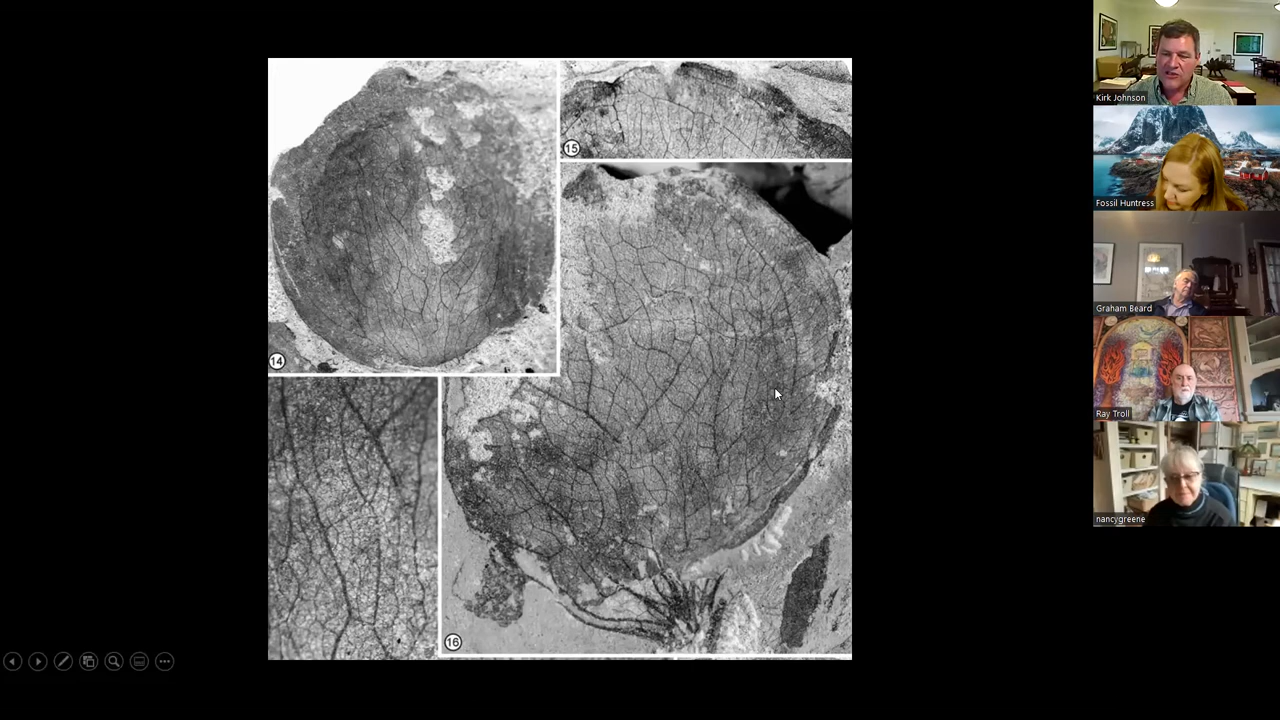 14
15
16
Kirk Johnson
Fossil Huntress
Graham Beard
Ray Troll
nancygreene